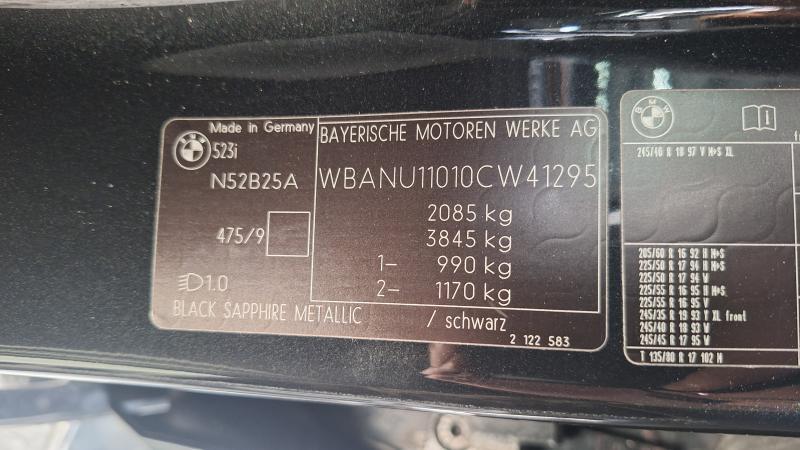 Made in Germany
BMW
523i
N52B25A
475/9
1.0
BLACK SAPPHIRE METALLIC / schwarz
2 122 583
BAYERISCHE MOTOREN WERKE AG
WBANU11010CW41295
2085 kg
3845 kg
1- 990 kg
2- 1170 kg
BMW
245/40 R 18 97 V M+S XL
205/60 R 16 92 H M+S
225/50 R 17 94 H M+S
225/50 R 17 94 W
225/55 R 16 95 H M+S
225/55 R 16 95 V
245/35 R 19 93 Y XL front
245/40 R 18 93 W
245/45 R 17 95 W
T 135/80 R 17 102 M